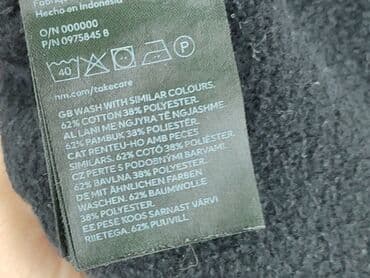 Hecho en Indonesia
O/N 000000
P/N 0975845 8
40
P
hm.com/takecare
GB WASH WITH SIMILAR COLOURS.
62% COTTON 38% POLYESTER.
AL LANI ME NGJYRA TË NGJASHME
62% PAMBUK 38% POLYESTER.
CAT RENTEU-HO AMB PECES
SIMILARS. 62% COTÓ 38% POLIÈSTER.
CZ PERTE S PODOBNÝMI BARVAMI.
62% BAVLNA 38% POLYESTER.
DE MIT ÄHNLICHEN FARBEN
WASCHEN. 62% BAUMWOLLE
38% POLYESTER.
EE PESE KOOS SARNAST VÄRVI
RIIETEGA. 62% PUUVILL